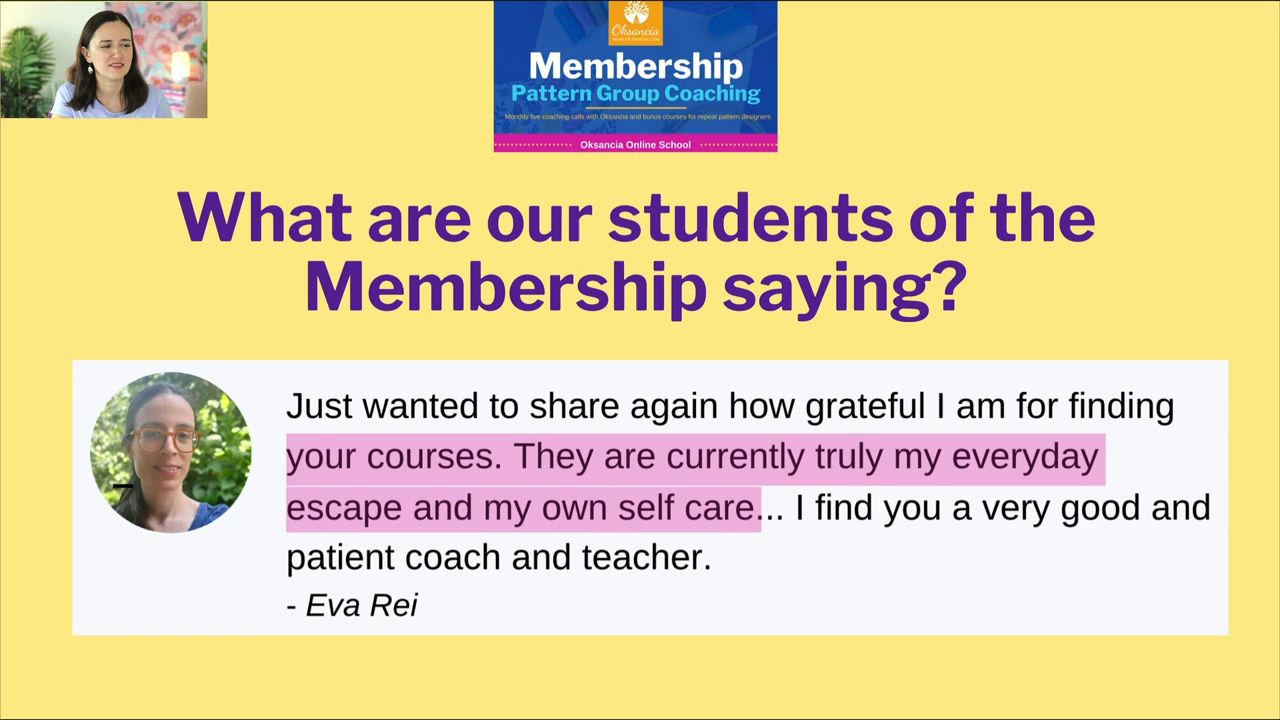 Oksancia
WWW.OKSANCIA.COM
Membership
Pattern Group Coaching
Monthly live coaching calls with Oksancia and bonus courses for repeat pattern designers
Oksancia Online School
What are our students of the
Membership saying?
Just wanted to share again how grateful I am for finding
your courses. They are currently truly my everyday
escape and my own self care... I find you a very good and
patient coach and teacher.
- Eva Rei